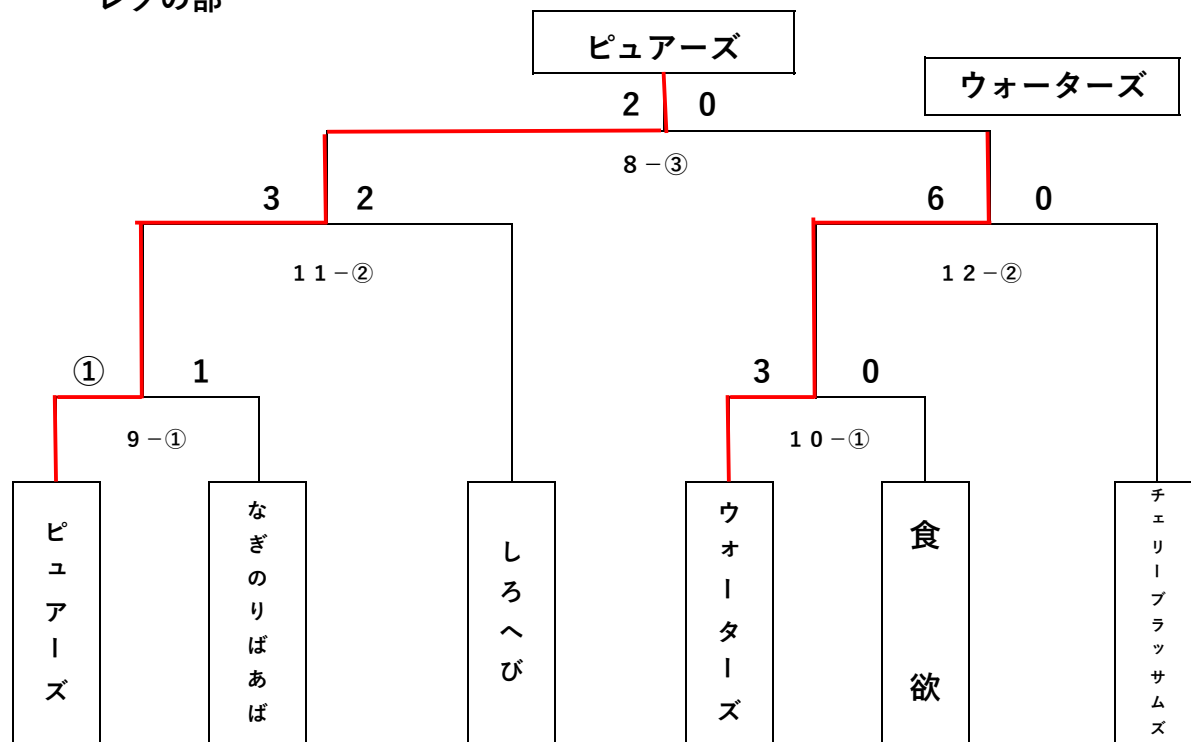 ピュアーズ
ウォーターズ
2 0
8－③
3 2
6 0
11－②
12－②
① 1
3 0
9－①
10－①
ピュアーズ
なぎのりばあば
しろへび
ウォーターズ
食欲
チェリーブラッサムズ